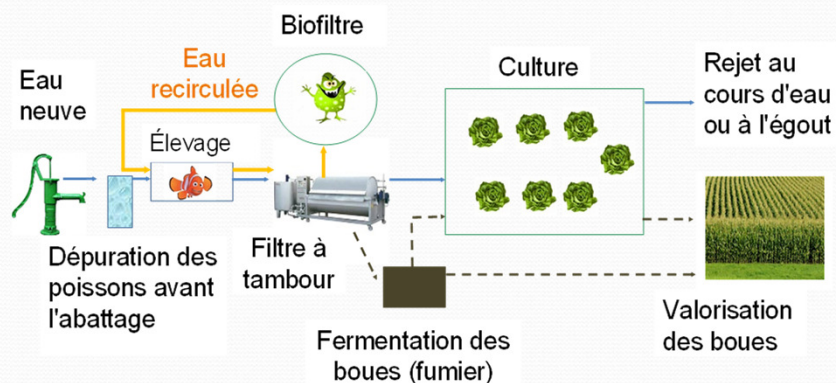 Biofiltre
Eau
recirculée
Eau
neuve
Culture
Rejet au
cours d'eau
ou à l'égout
Élevage
Dépuration des
poissons avant
l'abattage
Filtre à
tambour
Fermentation des
boues (fumier)
Valorisation
des boues